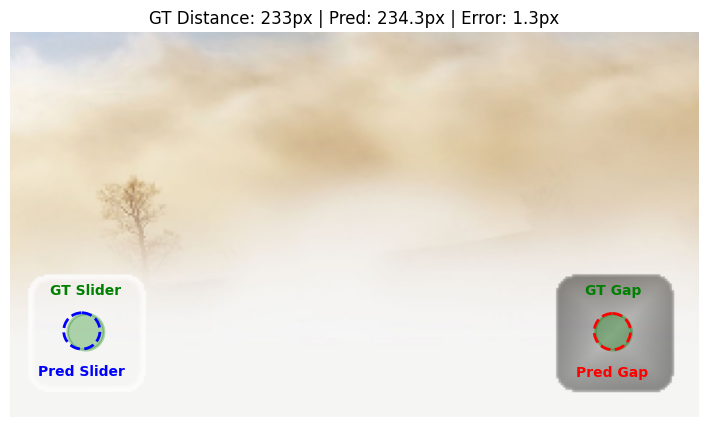 GT Distance: 233px | Pred: 234.3px | Error: 1.3px
GT Slider
GT Gap
Pred Slider
Pred Gap